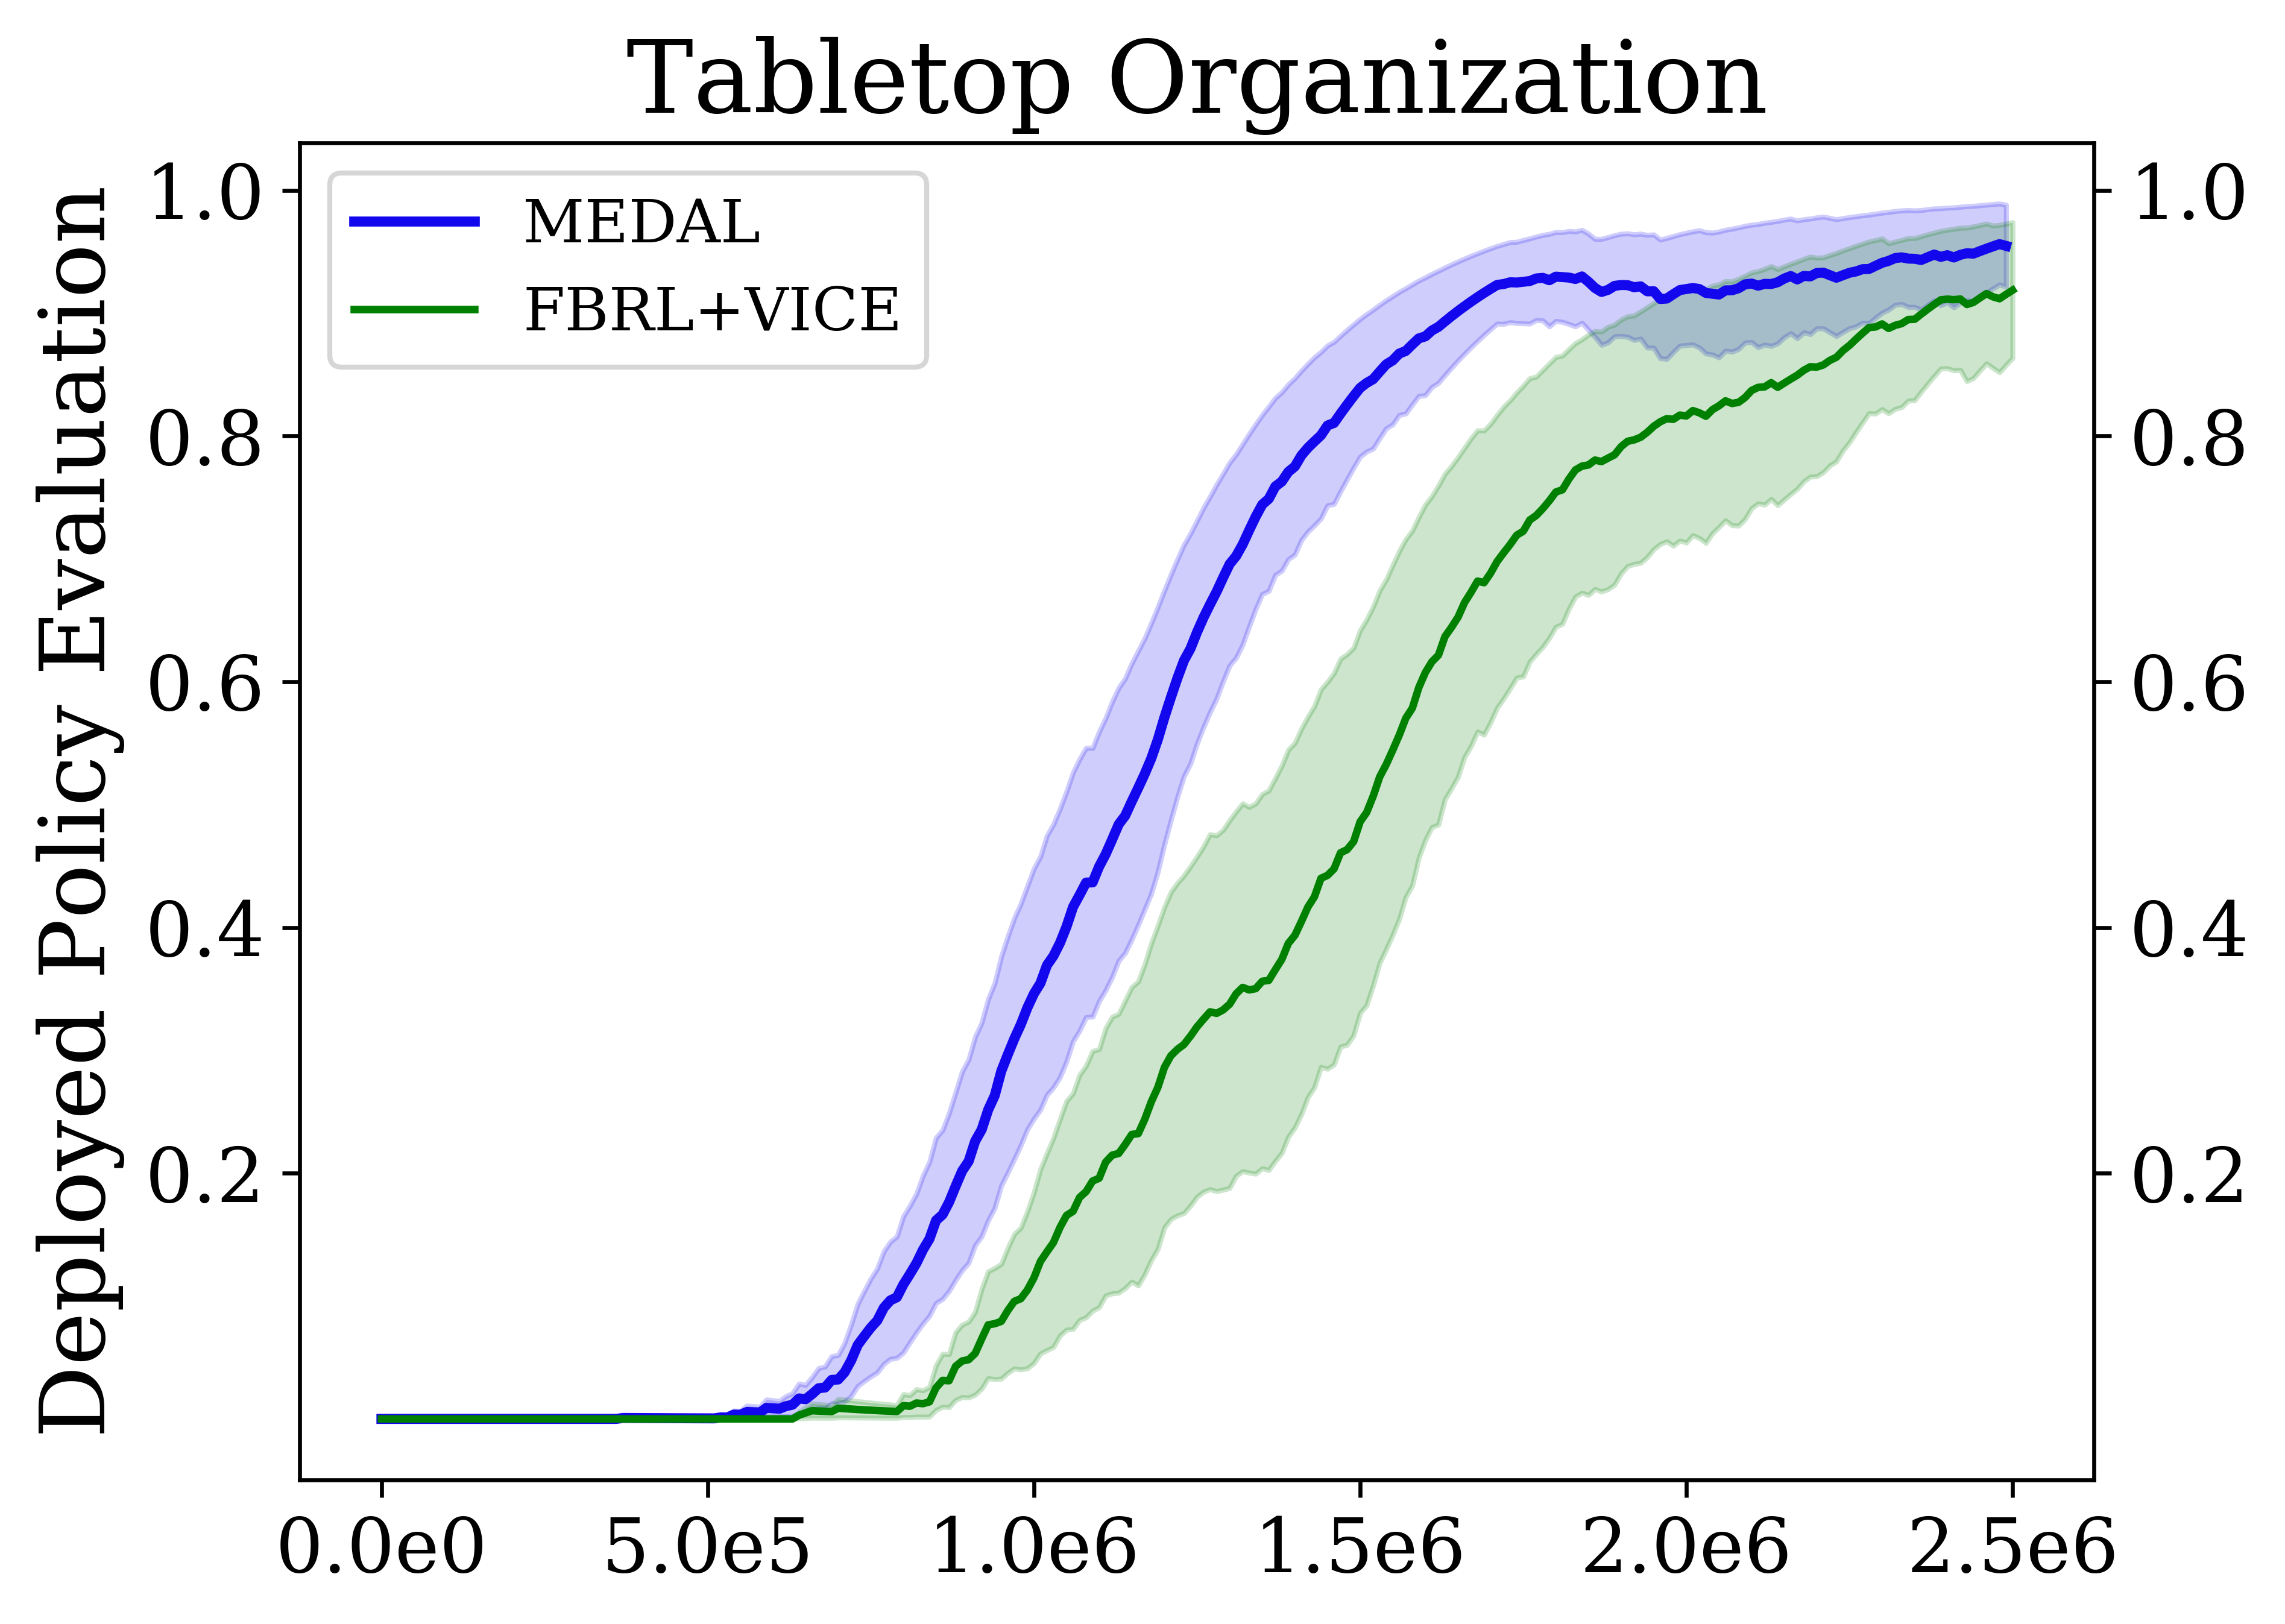 Tabletop Organization
Deployed Policy Evaluation
1.0
0.8
0.6
0.4
0.2
MEDAL
FBRL+VICE
1.0
0.8
0.6
0.4
0.2
0.0e0
5.0e5
1.0e6
1.5e6
2.0e6
2.5e6